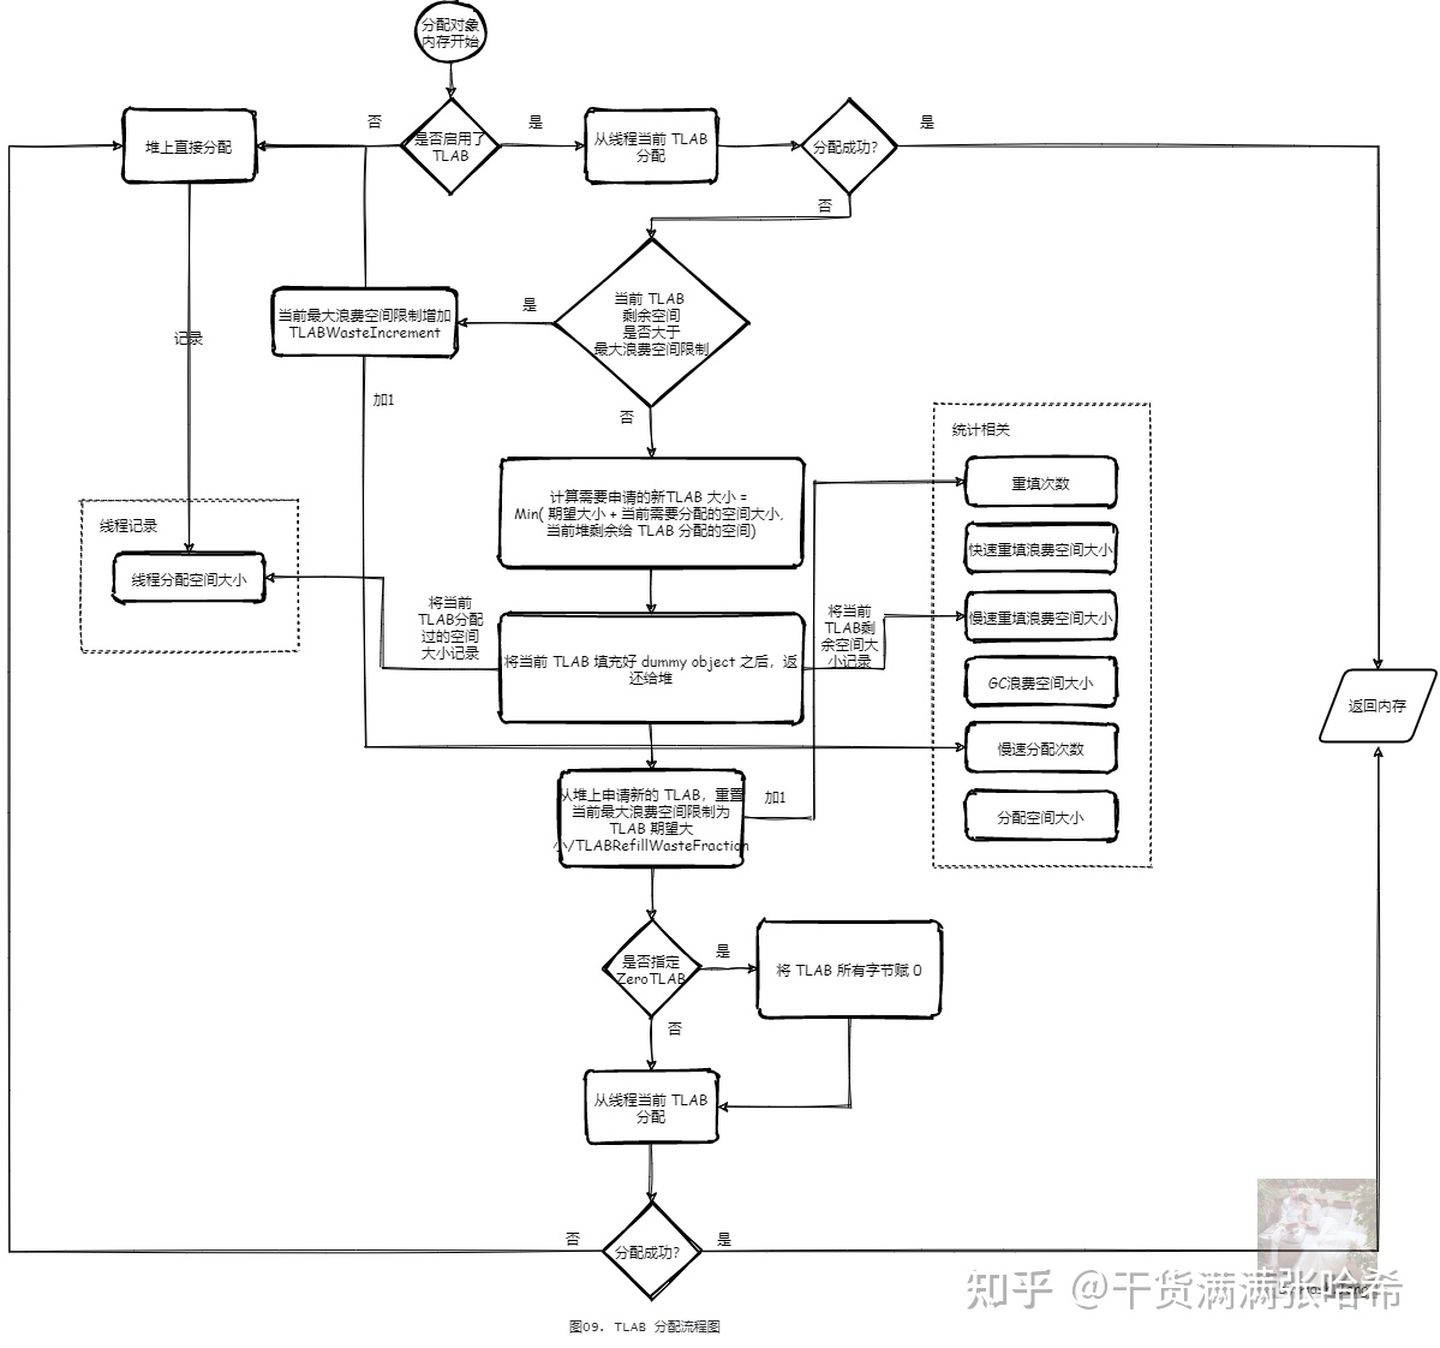 分配对象
内存开始
否
是否启用了
TLAB
是
堆上直接分配
从线程当前 TLAB
分配
分配成功?
是
否
当前 TLAB
剩余空间
是否大于
最大浪费空间限制
是
当前最大浪费空间限制增加
TLABWasteIncrement
记录
加1
否
统计相关
计算需要申请的新TLAB 大小 =
Min( 期望大小 + 当前需要分配的空间大小,
当前堆剩余给 TLAB 分配的空间)
重填次数
线程记录
快速重填浪费空间大小
线程分配空间大小
将当前
TLAB分配
过的空间
大小记录
将当前
TLAB剩
余空间大
小记录
慢速重填浪费空间大小
将当前 TLAB 填充好 dummy object 之后，返
还给堆
GC浪费空间大小
返回内存
慢速分配次数
从堆上申请新的 TLAB，重置
当前最大浪费空间限制为
TLAB 期望大
小/TLABRefillWasteFraction
加1
分配空间大小
是否指定
ZeroTLAB
是
将 TLAB 所有字节赋 0
否
从线程当前 TLAB
分配
否
分配成功?
是
知乎 @干货满满张哈希
图09. TLAB 分配流程图